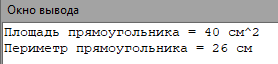 Окно вывода
Площадь прямоугольника = 40 см^2
Периметр прямоугольника = 26 см